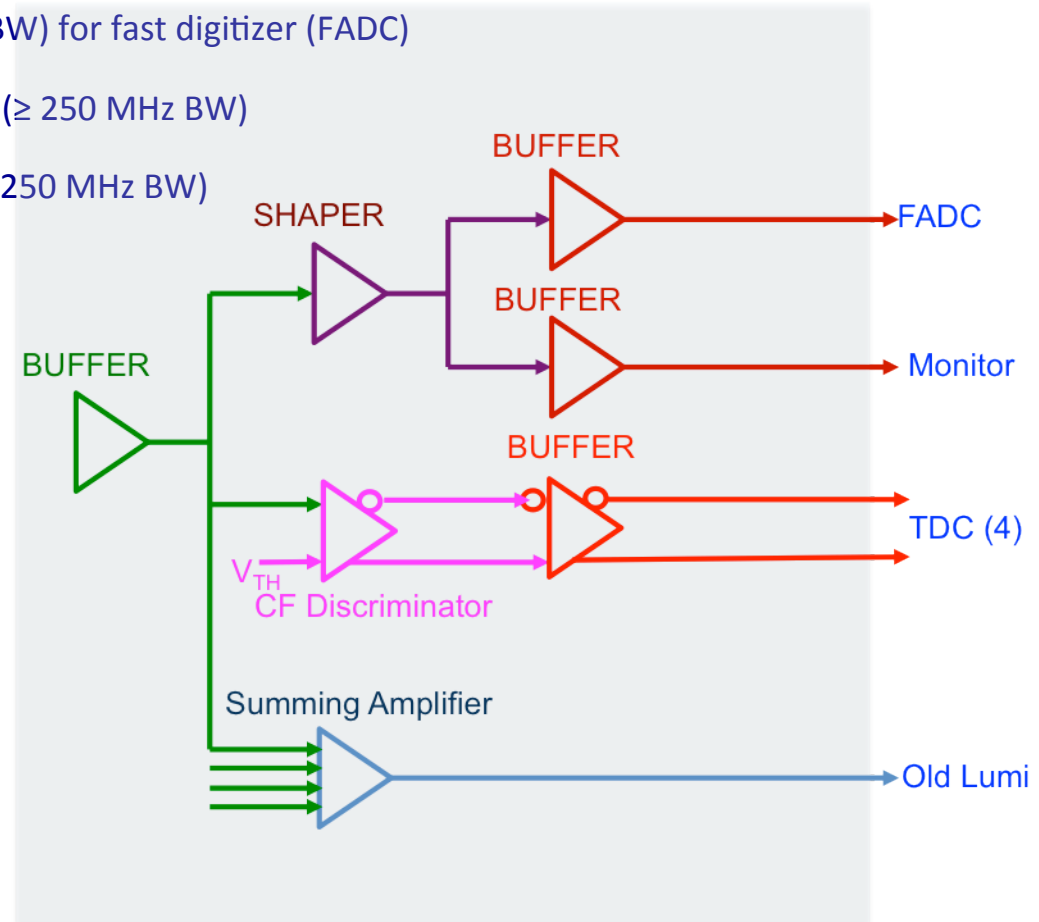 BW) for fast digitizer (FADC)
(≥ 250 MHz BW)
250 MHz BW)
BUFFER
SHAPER
FADC
BUFFER
BUFFER
Monitor
BUFFER
TDC (4)
VTH
CF Discriminator
Summing Amplifier
Old Lumi